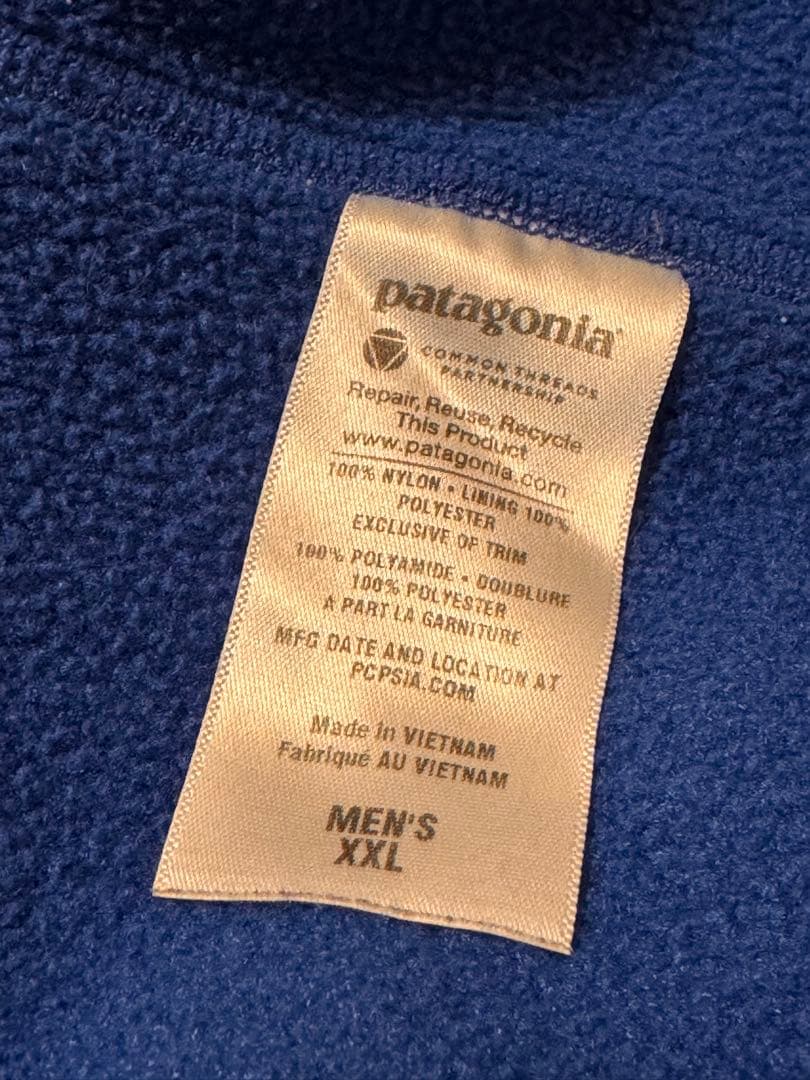 patagonia®
COMMON THREADS
PARTNERSHIP
Repair, Reuse, Recycle
This Product
www.patagonia.com
100% NYLON • LINING 100%
POLYESTER
EXCLUSIVE OF TRIM
100% POLYAMIDE • DOUBLURE
100% POLYESTER
À PART LA GARNITURE
MFG DATE AND LOCATION AT
PCPSIA.COM
Made in VIETNAM
Fabriqué AU VIETNAM
MEN'S
XXL